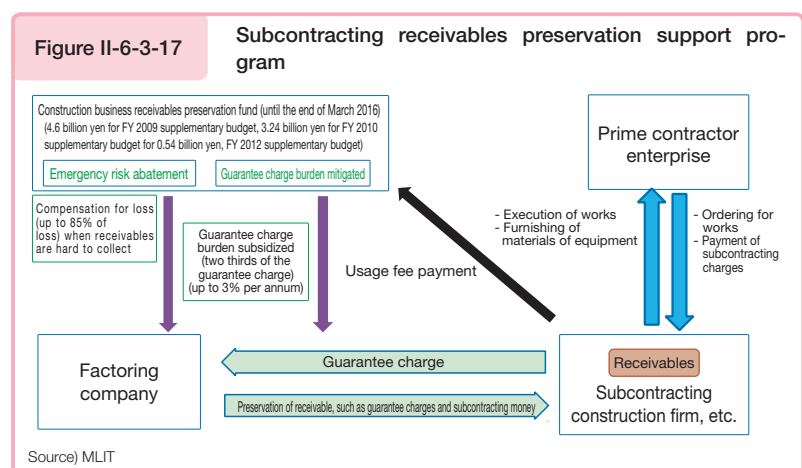 Figure II-6-3-17
Subcontracting receivables preservation support pro-
gram
Construction business receivables preservation fund (until the end of March 2016)
(4.6 billion yen for FY 2009 supplementary budget, 3.24 billion yen for FY 2010
supplementary budget for 0.54 billion yen, FY 2012 supplementary budget)
Emergency risk abatement
Guarantee charge burden mitigated
Prime contractor
enterprise
Compensation for loss
(up to 85% of
loss) when receivables
are hard to collect
Guarantee charge
burden subsidized
(two thirds of the
guarantee charge)
(up to 3% per annum)
Usage fee payment
- Execution of works
- Furnishing of
materials of equipment
- Ordering for
works
- Payment of
subcontracting
charges
Factoring
company
Guarantee charge
Preservation of receivable, such as guarantee charges and subcontracting money
Receivables
Subcontracting
construction firm, etc.
Source) MLIT